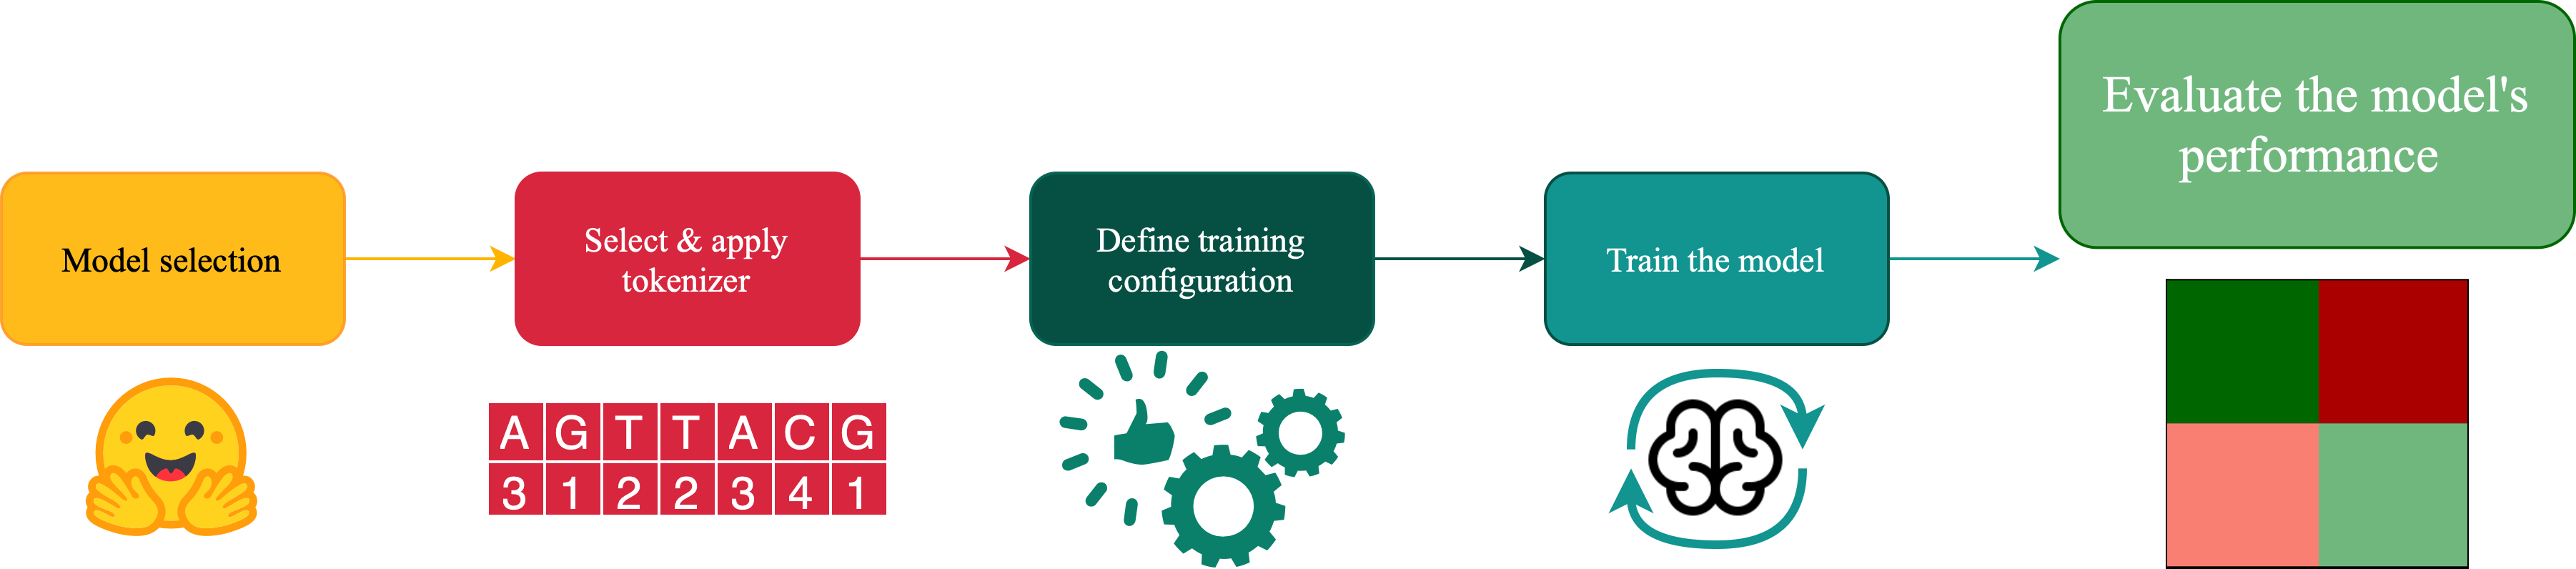 Model selection
Select & apply
tokenizer
Define training
configuration
Train the model
Evaluate the model's
performance
A G T T A C G
3 1 2 2 3 4 1